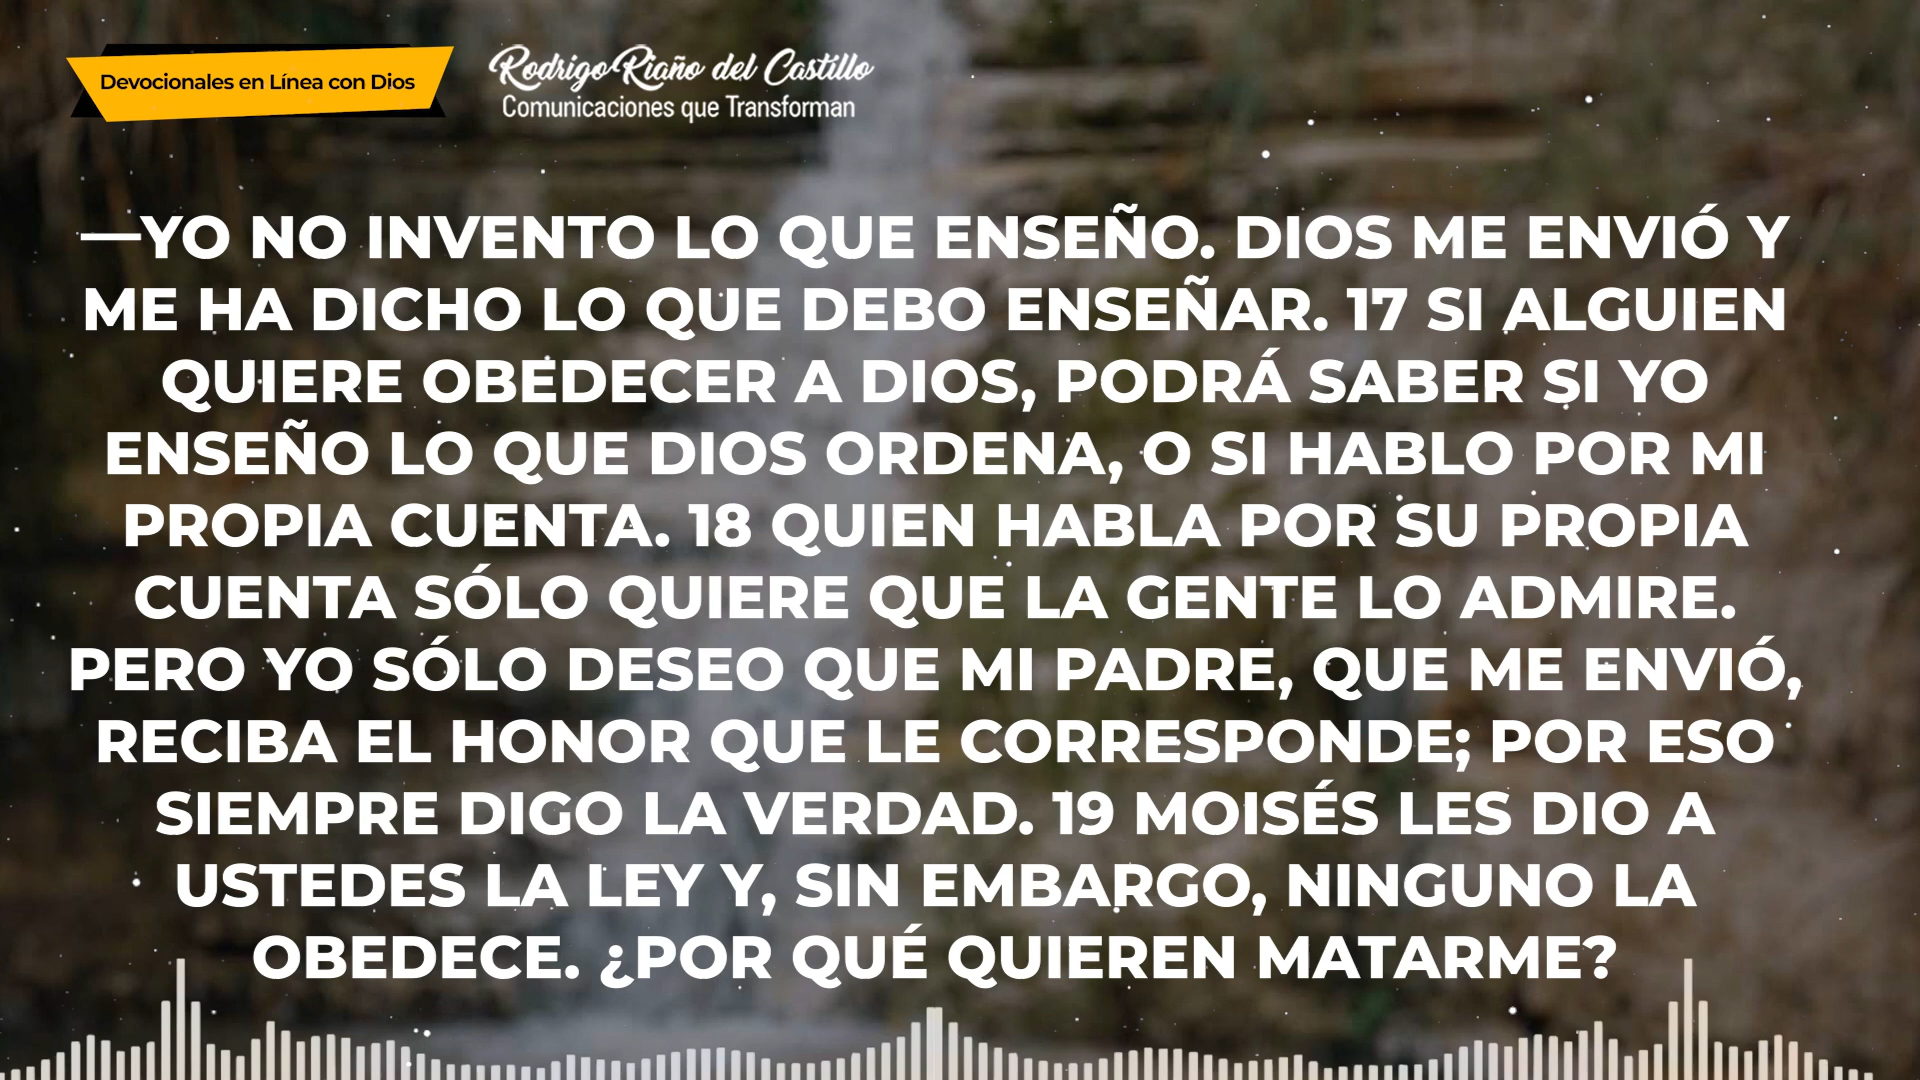 Devocionales en Línea con Dios
Rodrigo Riaño del Castillo
Comunicaciones que Transforman
—YO NO INVENTO LO QUE ENSEÑO. DIOS ME ENVIÓ Y
ME HA DICHO LO QUE DEBO ENSEÑAR. 17 SI ALGUIEN
QUIERE OBEDECER A DIOS, PODRÁ SABER SI YO
ENSEÑO LO QUE DIOS ORDENA, O SI HABLO POR MI
PROPIA CUENTA. 18 QUIEN HABLA POR SU PROPIA
CUENTA SÓLO QUIERE QUE LA GENTE LO ADMIRE.
PERO YO SÓLO DESEO QUE MI PADRE, QUE ME ENVIÓ,
RECIBA EL HONOR QUE LE CORRESPONDE; POR ESO
SIEMPRE DIGO LA VERDAD. 19 MOISÉS LES DIO A
USTEDES LA LEY Y, SIN EMBARGO, NINGUNO LA
OBEDECE. ¿POR QUÉ QUIEREN MATARME?